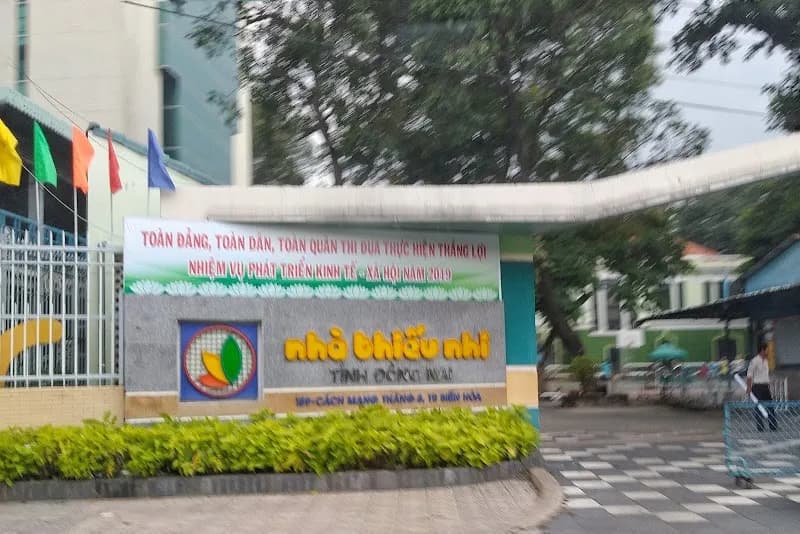 TOÀN ĐẢNG, TOÀN DÂN, TOÀN QUÂN THI ĐUA THỰC HIỆN THẮNG LỢI
NHIỆM VỤ PHÁT TRIỂN KINH TẾ - XÃ HỘI NĂM 2019
nhà thiếu nhi
TỈNH ĐỒNG NAI
189-CÁCH MẠNG THÁNG 8, TP BIÊN HÒA